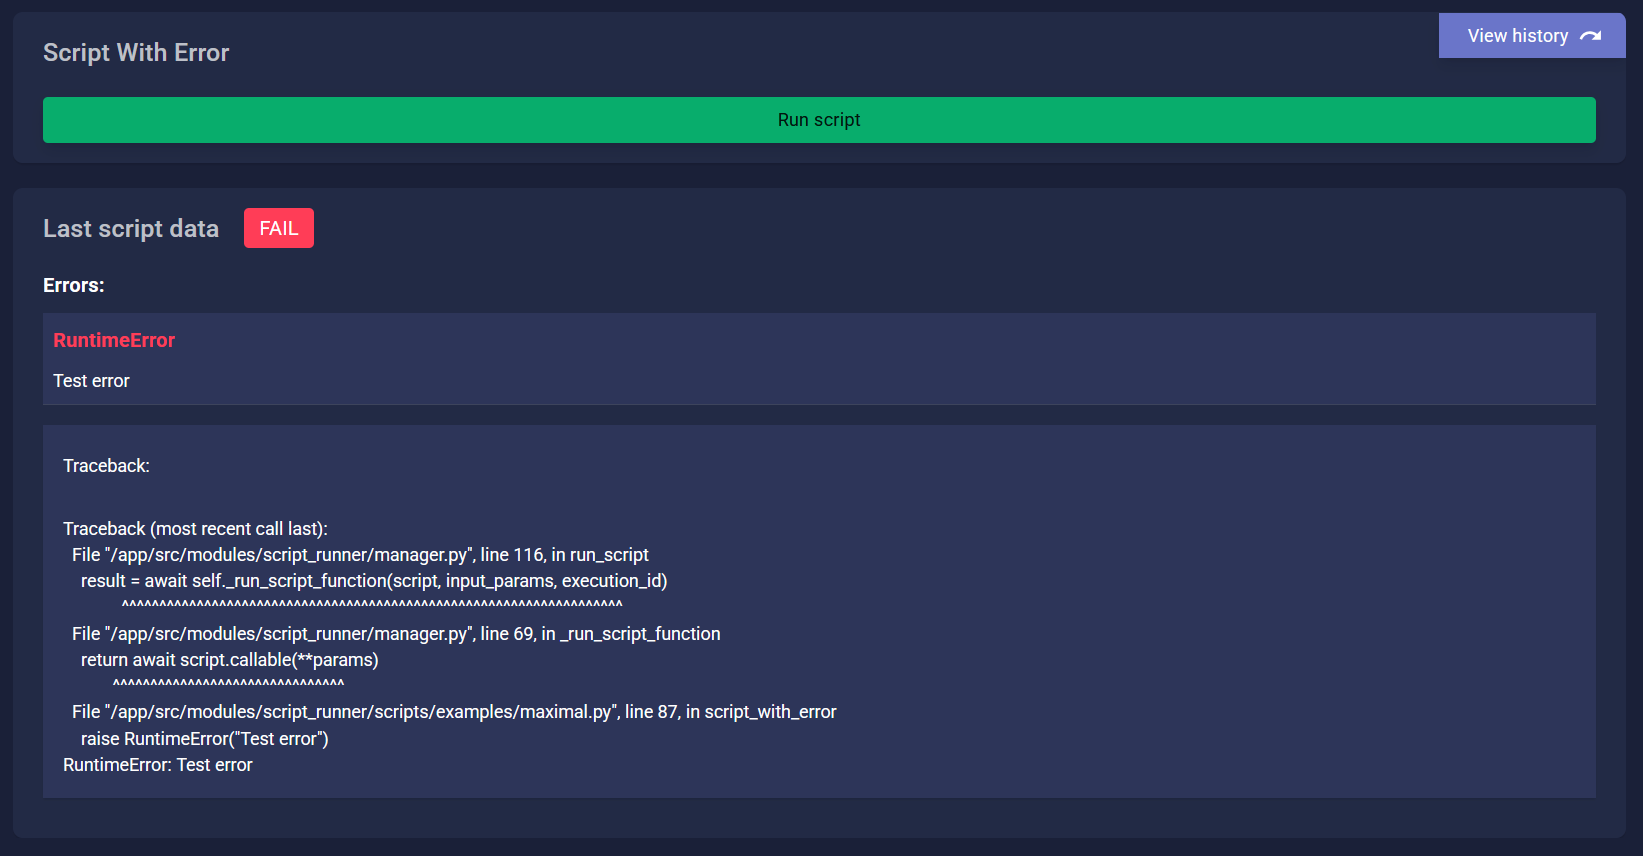 Script With Error
View history
Run script
Last script data
FAIL
Errors:
RuntimeError
Test error
Traceback:
Traceback (most recent call last):
  File "/app/src/modules/script_runner/manager.py", line 116, in run_script
    result = await self._run_script_function(script, input_params, execution_id)
             ^^^^^^^^^^^^^^^^^^^^^^^^^^^^^^^^^^^^^^^^^^^^^^^^^^^^^^^^^^^^^^^^^^^
  File "/app/src/modules/script_runner/manager.py", line 69, in _run_script_function
    return await script.callable(**params)
           ^^^^^^^^^^^^^^^^^^^^^^^^^^^^^^^
  File "/app/src/modules/script_runner/scripts/examples/maximal.py", line 87, in script_with_error
    raise RuntimeError("Test error")
RuntimeError: Test error